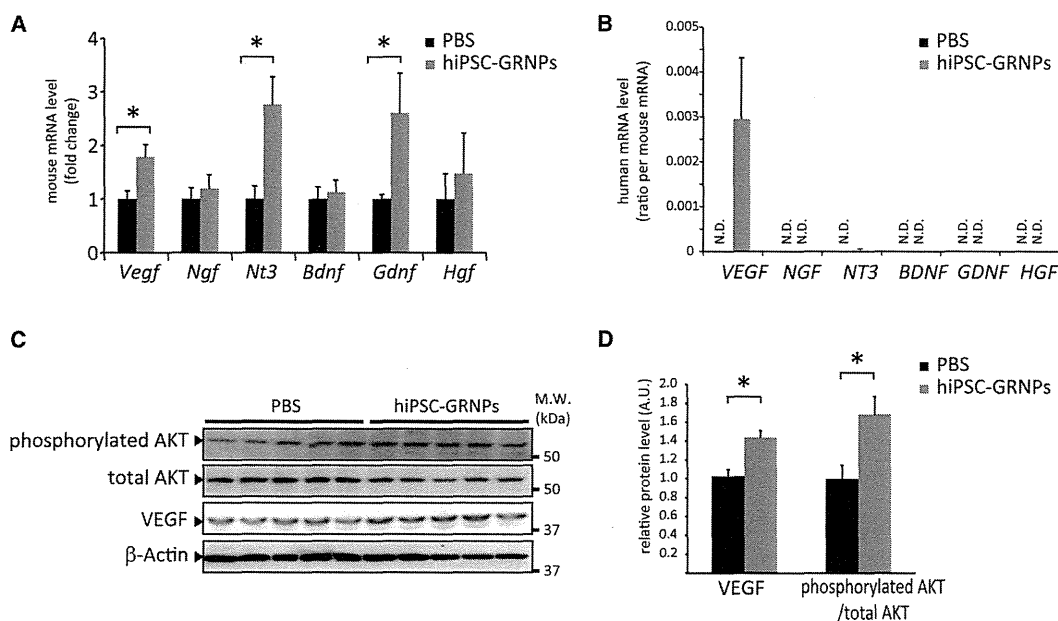 A
mouse mRNA level
(fold change)
4
3
2
1
0
*
*
*
PBS
hiPSC-GRNPs
Vegf Ngf Nt3 Bdnf Gdnf Hgf
B
human mRNA level
(ratio per mouse mRNA)
0.005
0.004
0.003
0.002
0.001
0
PBS
hiPSC-GRNPs
N.D. N.D. N.D. N.D. N.D. N.D. N.D. N.D. N.D. N.D.
VEGF NGF NT3 BDNF GDNF HGF
C
PBS hiPSC-GRNPs M.W.
(kDa)
phosphorylated AKT
50
total AKT
50
VEGF
37
β-Actin
37
D
relative protein level (A.U.)
2.0
1.8
1.6
1.4
1.2
1.0
0.8
0.6
0.4
0.2
*
*
PBS
hiPSC-GRNPs
VEGF phosphorylated AKT
/total AKT